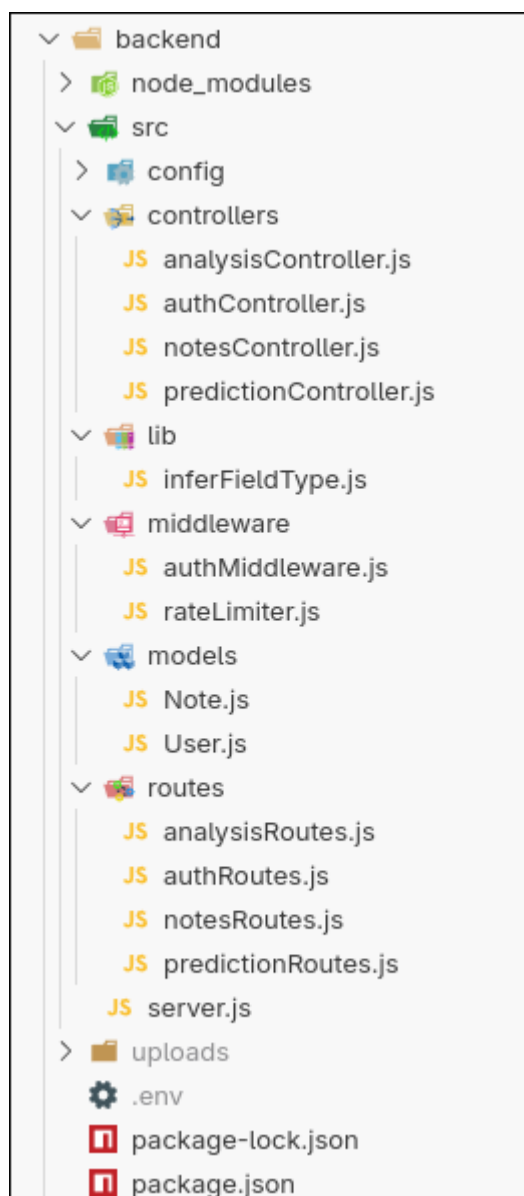 backend
node_modules
src
config
controllers
JS analysisController.js
JS authController.js
JS notesController.js
JS predictionController.js
lib
JS inferFieldType.js
middleware
JS authMiddleware.js
JS rateLimiter.js
models
JS Note.js
JS User.js
routes
JS analysisRoutes.js
JS authRoutes.js
JS notesRoutes.js
JS predictionRoutes.js
JS server.js
uploads
.env
package-lock.json
package.json